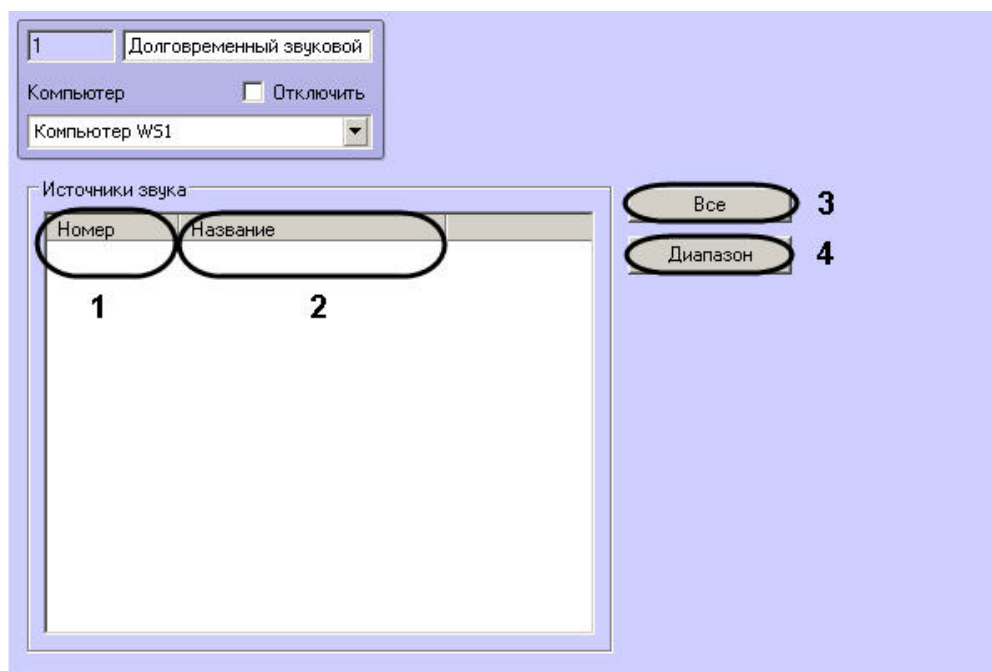 1 Долговременный звуковой
Компьютер Отключить
Компьютер WS1
Источники звука
Номер Название
1 2
Все 3
Диапазон 4